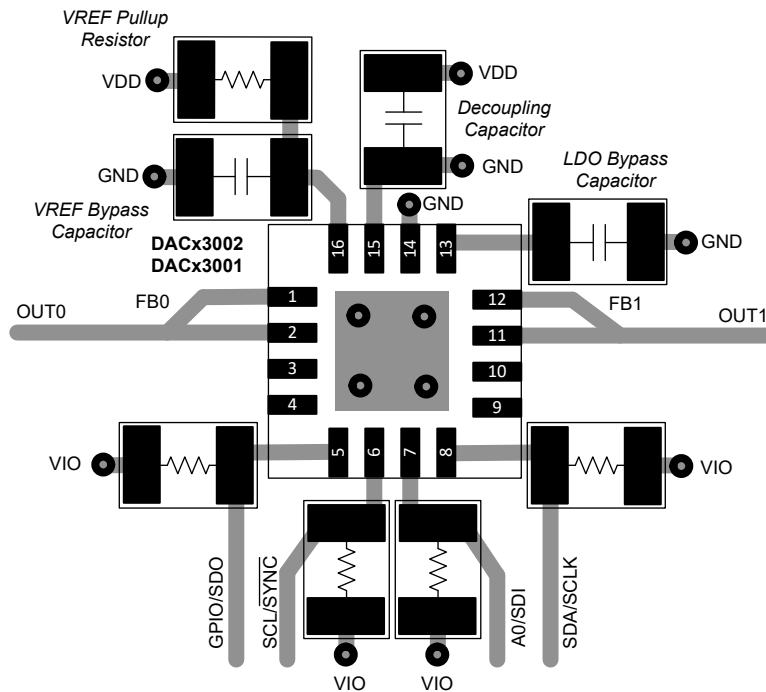 VREF Pullup
Resistor
VDD
VDD
Decoupling
Capacitor
GND
GND
LDO Bypass
Capacitor
VREF Bypass
Capacitor
GND
DACx3002
DACx3001
16
15
14
13
GND
OUT0
FB0
1
12
FB1
OUT1
2
11
3
10
4
9
5
6
7
8
VIO
VIO
GPIO/SDO
SCL/SYNC
A0/SDI
SDA/SCLK
VIO
VIO